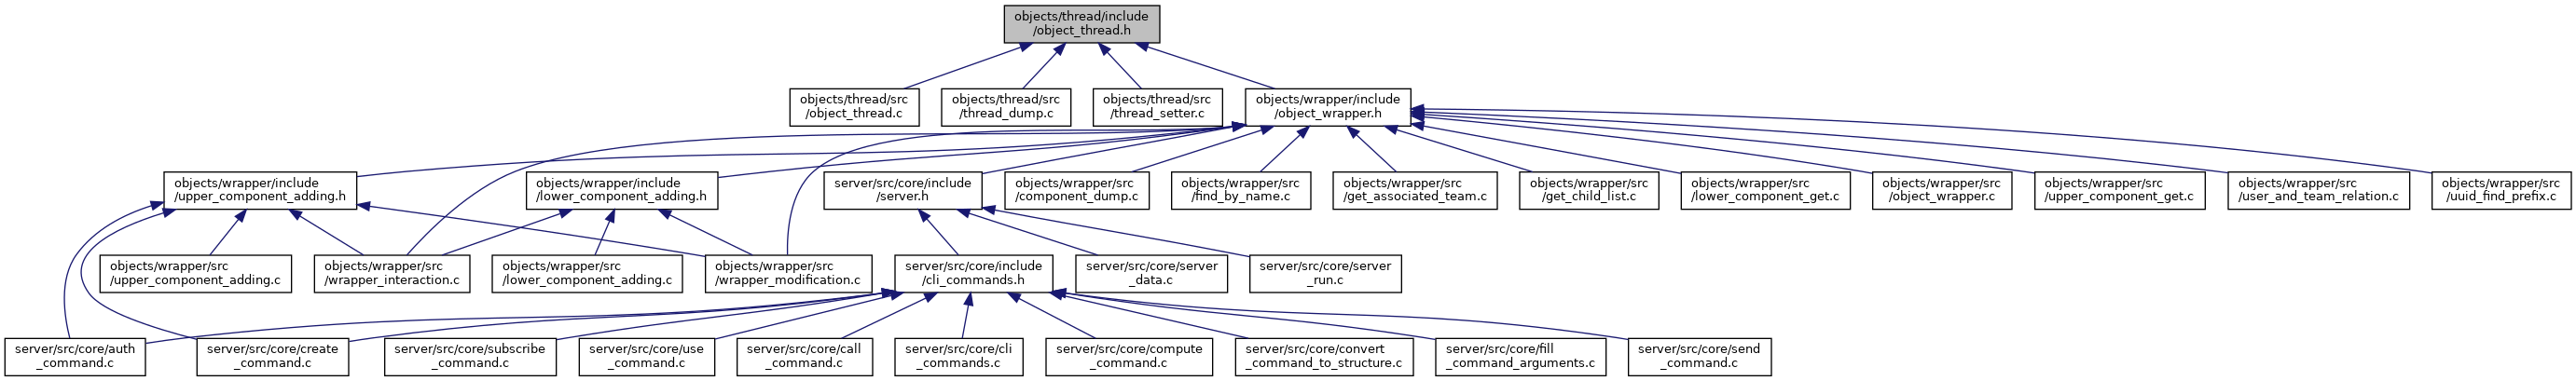 objects/thread/include
/object_thread.h
objects/thread/src
/object_thread.c
objects/thread/src
/thread_dump.c
objects/thread/src
/thread_setter.c
objects/wrapper/include
/object_wrapper.h
objects/wrapper/include
/upper_component_adding.h
objects/wrapper/include
/lower_component_adding.h
server/src/core/include
/server.h
objects/wrapper/src
/component_dump.c
objects/wrapper/src
/find_by_name.c
objects/wrapper/src
/get_associated_team.c
objects/wrapper/src
/get_child_list.c
objects/wrapper/src
/lower_component_get.c
objects/wrapper/src
/object_wrapper.c
objects/wrapper/src
/upper_component_get.c
objects/wrapper/src
/user_and_team_relation.c
objects/wrapper/src
/uuid_find_prefix.c
objects/wrapper/src
/upper_component_adding.c
objects/wrapper/src
/wrapper_interaction.c
objects/wrapper/src
/lower_component_adding.c
objects/wrapper/src
/wrapper_modification.c
server/src/core/include
/cli_commands.h
server/src/core/server
_data.c
server/src/core/server
_run.c
server/src/core/auth
_command.c
server/src/core/create
_command.c
server/src/core/subscribe
_command.c
server/src/core/use
_command.c
server/src/core/call
_command.c
server/src/core/cli
_commands.c
server/src/core/compute
_command.c
server/src/core/convert
_command_to_structure.c
server/src/core/fill
_command_arguments.c
server/src/core/send
_command.c